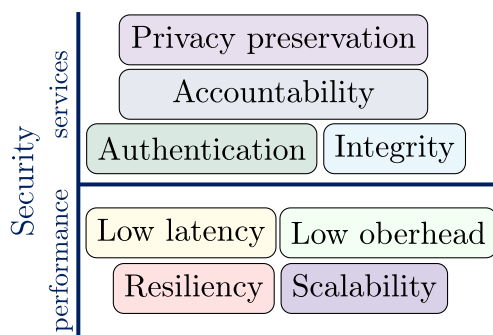 Security
services
Privacy preservation
Accountability
Authentication Integrity
performance
Low latency Low oberhead
Resiliency Scalability